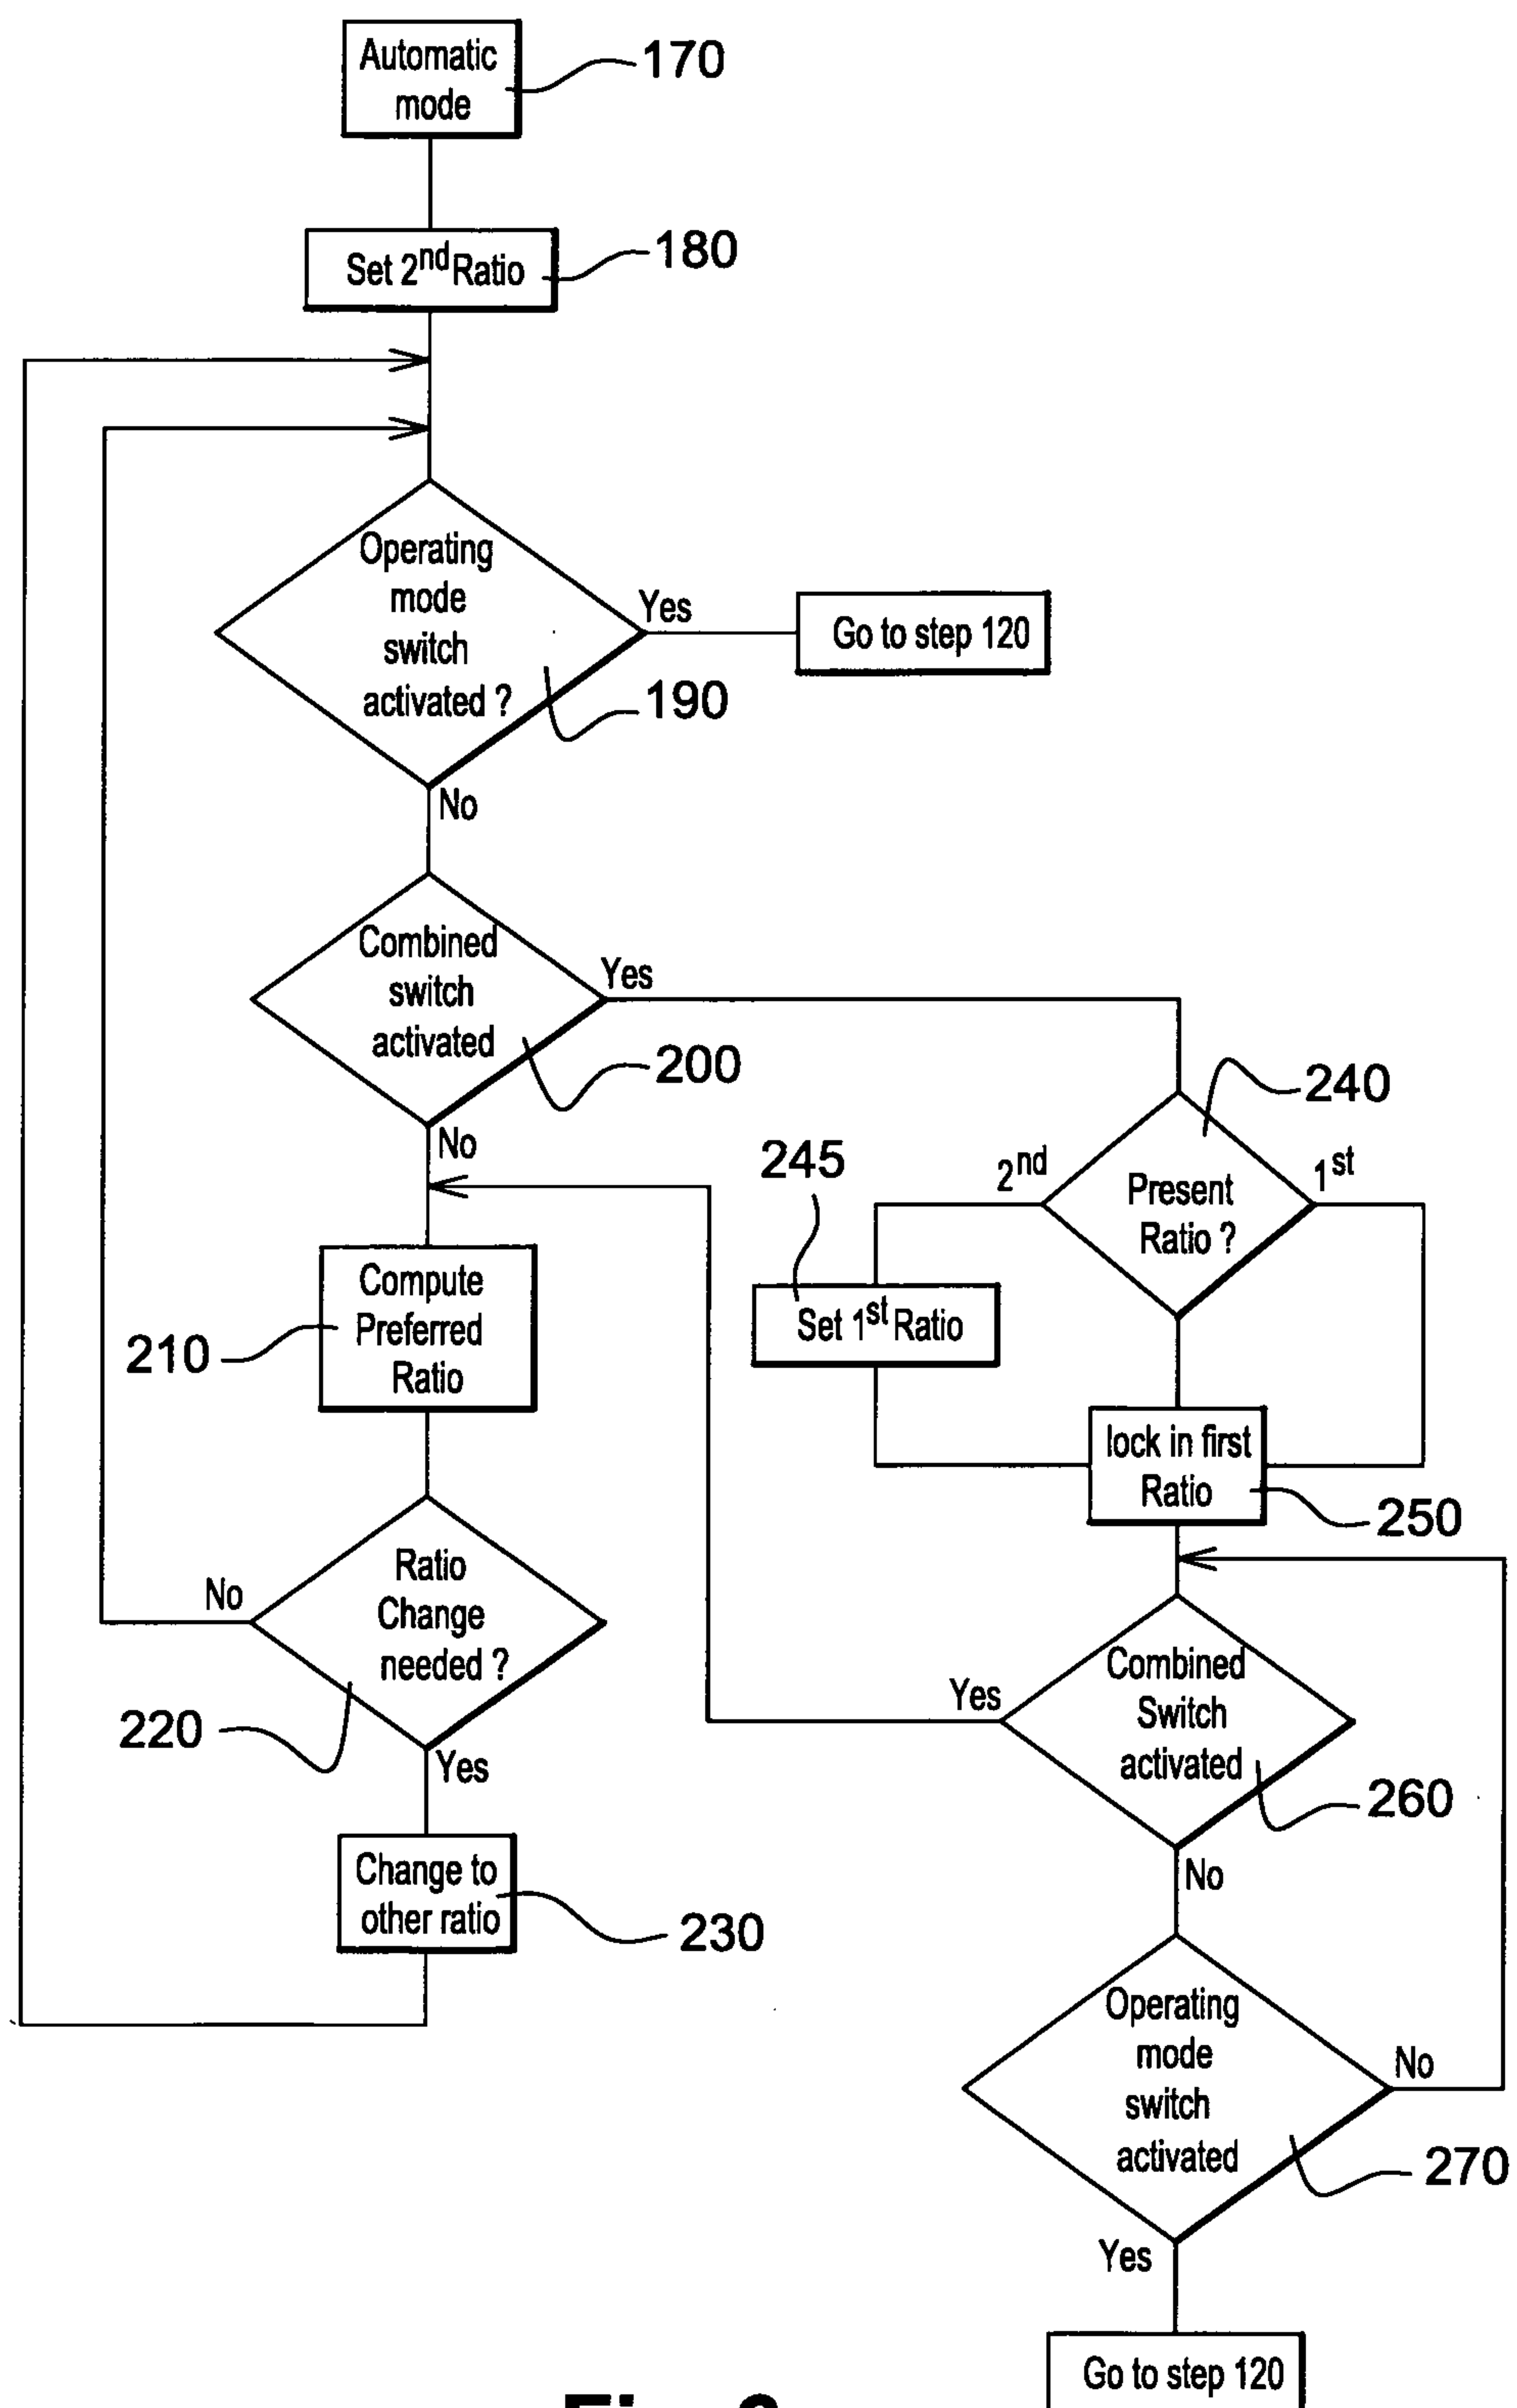 Automatic
mode
170
Set 2nd Ratio
180
Operating
mode
switch
activated ?
190
Yes
Go to step 120
No
Combined
switch
activated
200
Yes
No
240
Present
Ratio ?
2nd
1st
245
Set 1st Ratio
Compute
Preferred
Ratio
210
lock in first
Ratio
250
Ratio
Change
needed ?
No
220
Yes
Combined
Switch
activated
Yes
260
No
Change to
other ratio
230
Operating
mode
switch
activated
No
270
Yes
Go to step 120